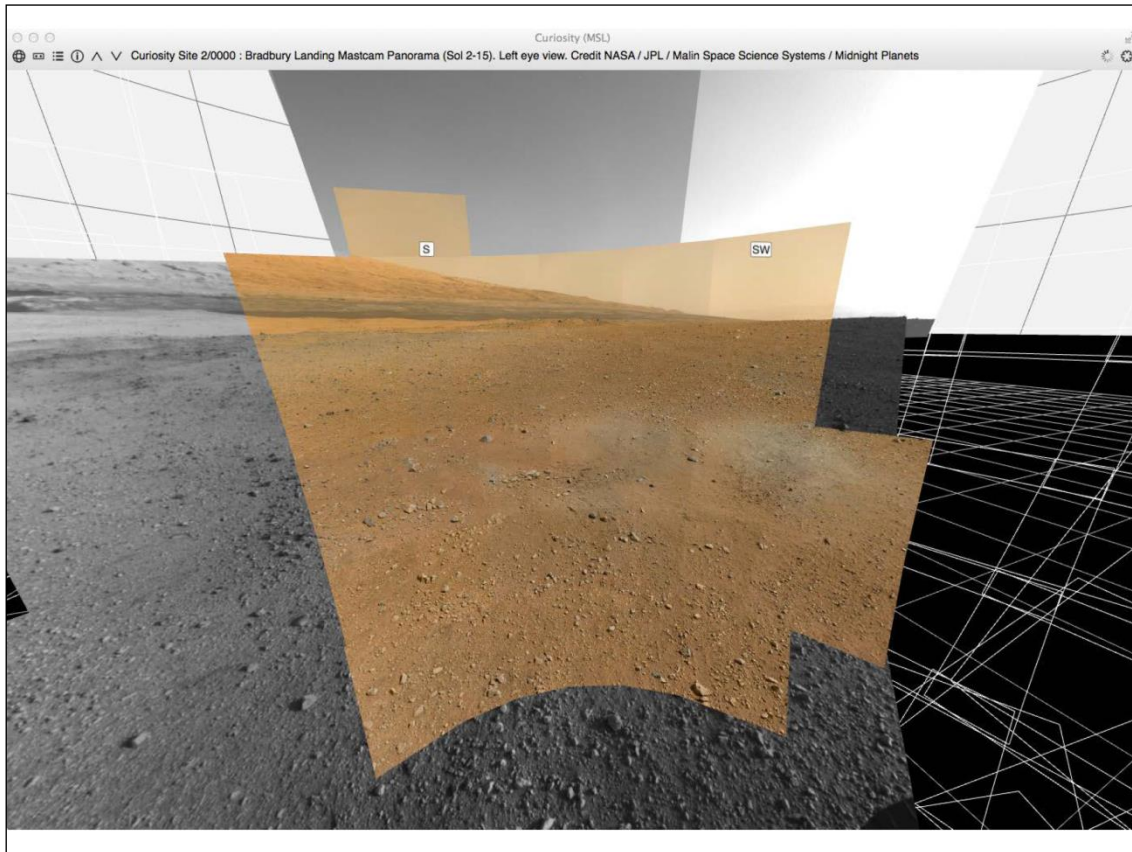 Curiosity (MSL)
Curiosity Site 2/0000 : Bradbury Landing Mastcam Panorama (Sol 2-15). Left eye view. Credit NASA / JPL / Malin Space Science Systems / Midnight Planets
S
SW